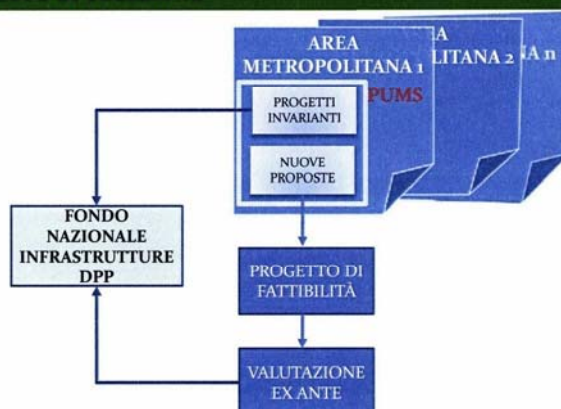 AREA
METROPOLITANA 1
PUMS
PROGETTI
INVARIANTI
NUOVE
PROPOSTE
A
LITANA 2
NA n
FONDO
NAZIONALE
INFRASTRUTTURE
DPP
PROGETTO DI
FATTIBILITÀ
VALUTAZIONE
EX ANTE